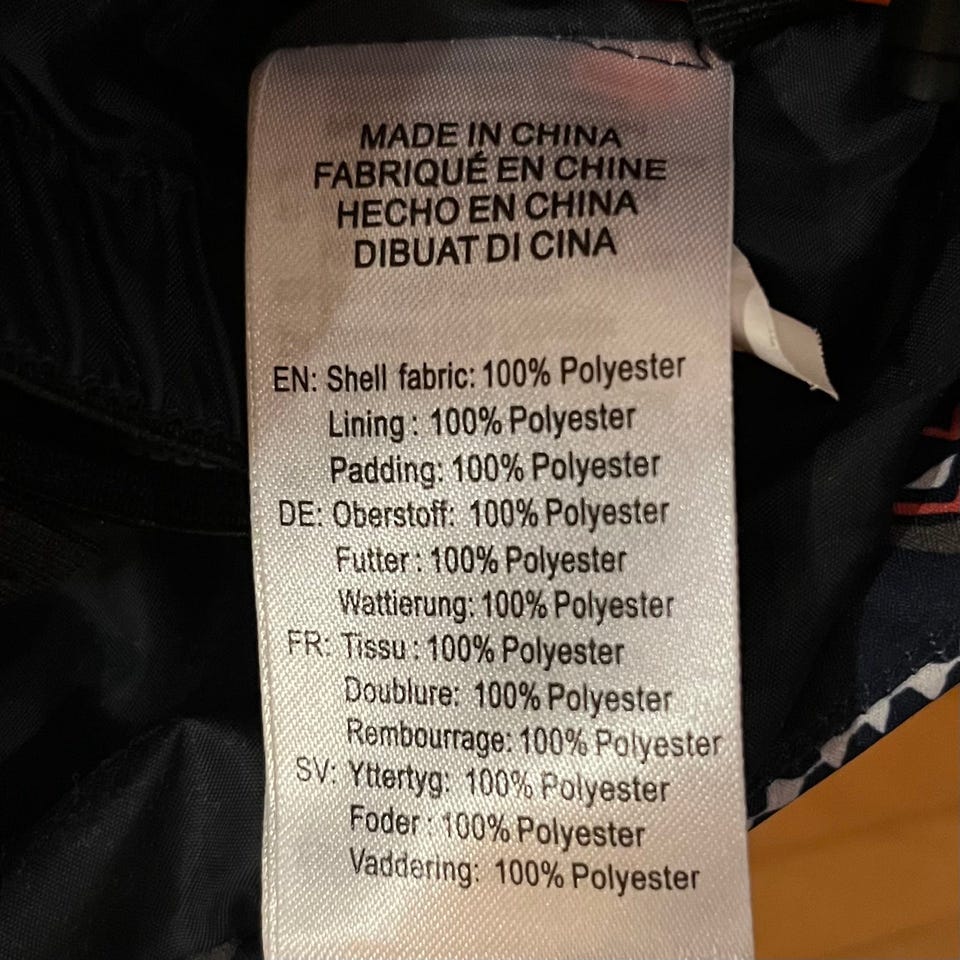 MADE IN CHINA
FABRIQUÉ EN CHINE
HECHO EN CHINA
DIBUAT DI CINA
EN: Shell fabric: 100% Polyester
Lining : 100% Polyester
Padding: 100% Polyester
DE: Oberstoff: 100% Polyester
Futter : 100% Polyester
Wattierung: 100% Polyester
FR: Tissu : 100% Polyester
Doublure: 100% Polyester
Rembourrage: 100% Polyester
SV: Yttertyg: 100% Polyester
Foder : 100% Polyester
Vaddering: 100% Polyester